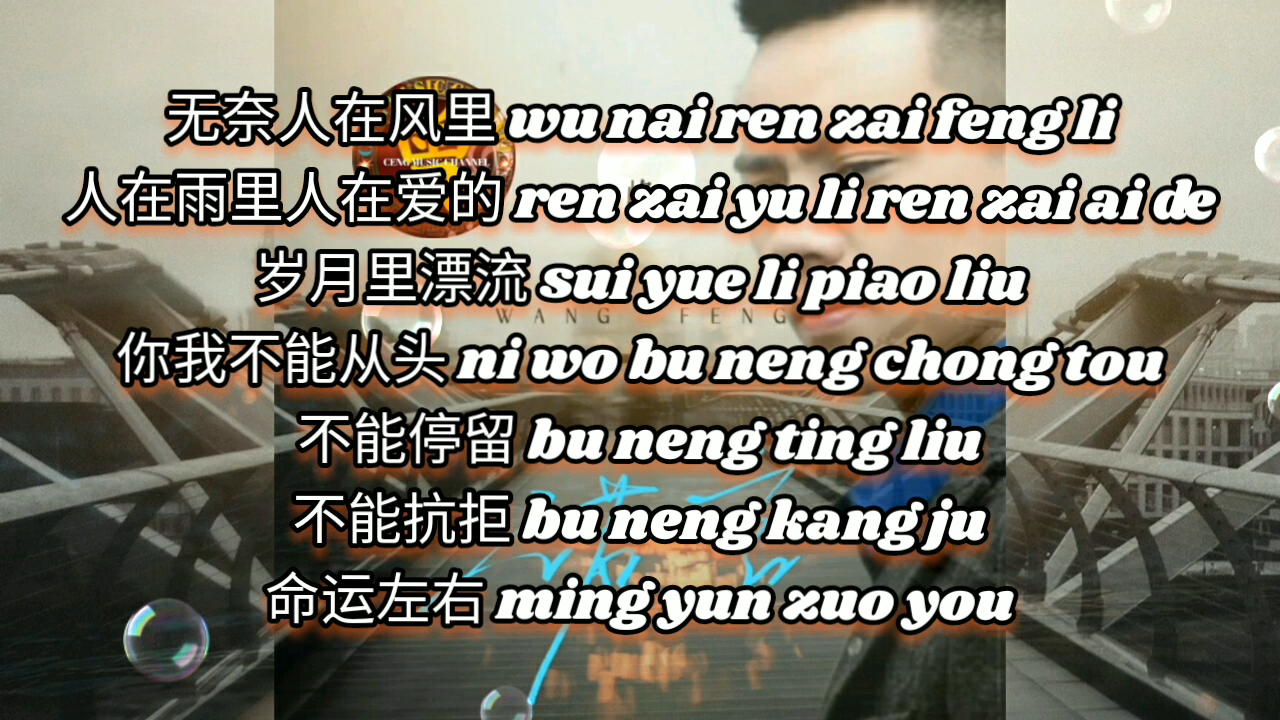 无奈人在风里 wu nai ren zai feng li
CENG MUSIC CHANNEL
人在雨里人在爱的 ren zai yu li ren zai ai de
岁月里漂流 sui yue li piao liu
WANG FENG
你我不能从头 ni wo bu neng chong tou
不能停留 bu neng ting liu
不能抗拒 bu neng kang ju
命运左右 ming yun zuo you